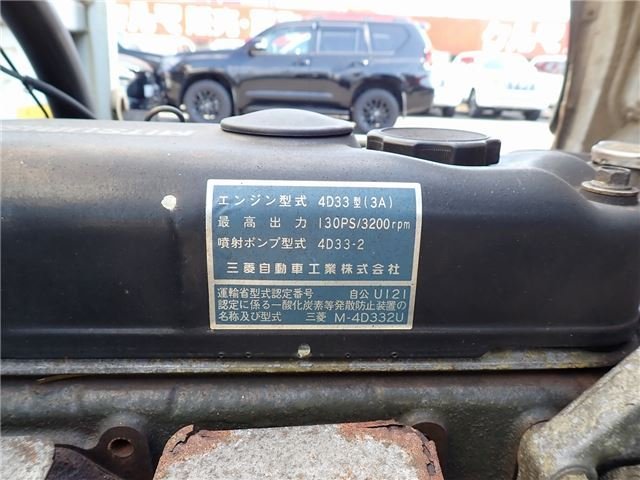 エンジン型式 4D33型(3A)
最高出力 130PS/3200rpm
噴射ポンプ型式 4D33-2
三菱自動車工業株式会社
運輸省型式認定番号 自公 U121
認定に係る一酸化炭素等発散防止装置の
名称及び型式 三菱 M-4D332U